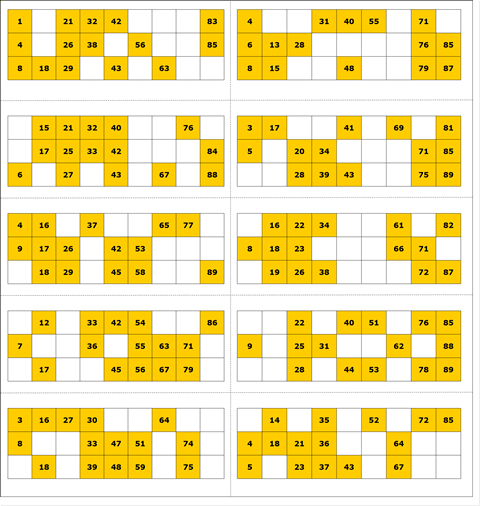 1 21 32 42 83
4 26 38 56 85
8 18 29 43 63
4 31 40 55 71
6 13 28 76 85
8 15 48 79 87
15 21 32 40 76
17 25 33 42 84
6 27 43 67 88
3 17 41 69 81
5 20 34 71 85
28 39 43 75 89
4 16 37 65 77
9 17 26 42 53
18 29 45 58 89
16 22 34 61 82
8 18 23 66 71
19 26 38 72 87
12 33 42 54 86
7 36 55 63 71
17 45 56 67 79
22 40 51 76 85
9 25 31 62 88
28 44 53 78 89
3 16 27 30 64
8 33 47 51 74
18 39 48 59 75
14 35 52 72 85
4 18 21 36 64
5 23 37 43 67